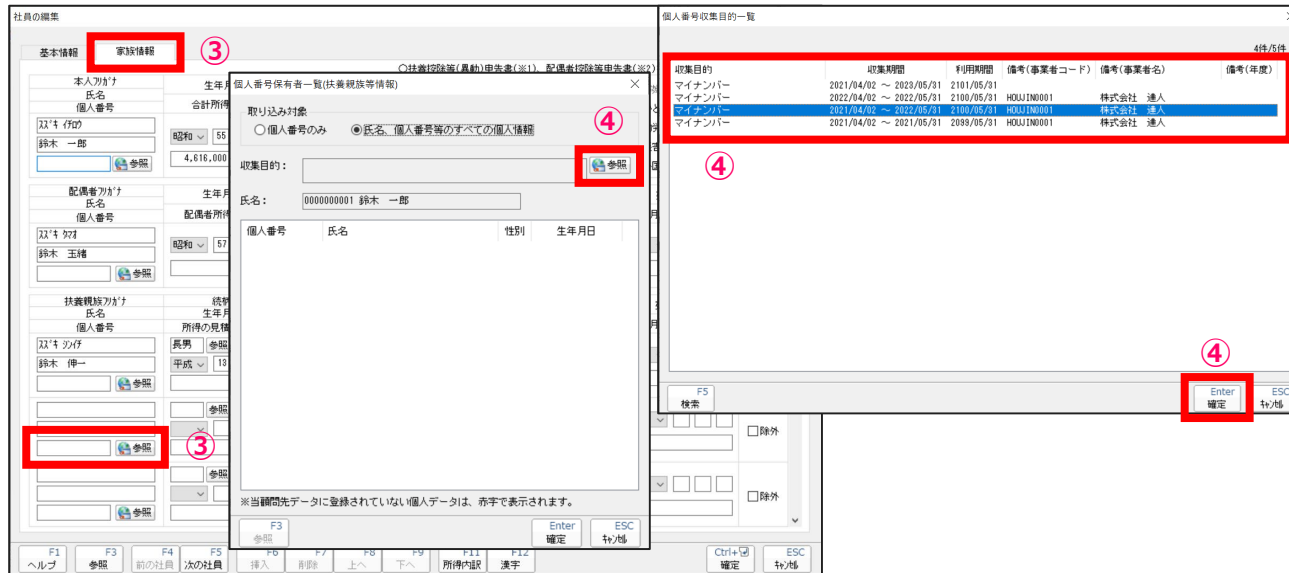 社員の編集
基本情報 家族情報 ③
○扶養控除等(異動)申告書(※1)、配偶者控除等申告書(※2)
本人フリガナ
氏名
個人番号
生年月
合計所得
スズキ イチロウ
鈴木 一郎
昭和 55
4,616,000
参照
配偶者フリガナ
氏名
個人番号
生年月
配偶者所得
スズキ タマオ
鈴木 玉緒
昭和 57
参照
扶養親族フリガナ
氏名
個人番号
続柄
生年月
所得の見積
スズキ シンイチ
長男 参照
鈴木 伸一
平成 13
参照
参照
参照 ③
参照
参照
除外
除外
F1 ヘルプ
F3 参照
F4 前の社員
F5 次の社員
F6 挿入
F7 削除
F8 上へ
F9 下へ
F11 所得内訳
F12 漢字
Ctrl+ 確定
ESC キャンセル
個人番号保有者一覧(扶養親族等情報)
取り込み対象
個人番号のみ 氏名、個人番号等のすべての個人情報
④
収集目的: 参照
氏名: 0000000001 鈴木 一郎
個人番号 氏名 性別 生年月日
※当顧問先データに登録されていない個人データは、赤字で表示されます。
F3 参照
Enter 確定
ESC キャンセル
個人番号収集目的一覧
4件/5件
収集目的 収集期間 利用期間 備考(事業者コード) 備考(事業者名) 備考(年度)
マイナンバー 2021/04/02 ～ 2023/05/31 2101/05/31
マイナンバー 2022/04/02 ～ 2022/05/31 2100/05/31 HOUJIN0001 株式会社 達人
マイナンバー 2021/04/02 ～ 2022/05/31 2100/05/31 HOUJIN0001 株式会社 達人
マイナンバー 2021/04/02 ～ 2021/05/31 2099/05/31 HOUJIN0001 株式会社 達人
④
④
F5 検索
Enter 確定
ESC キャンセル